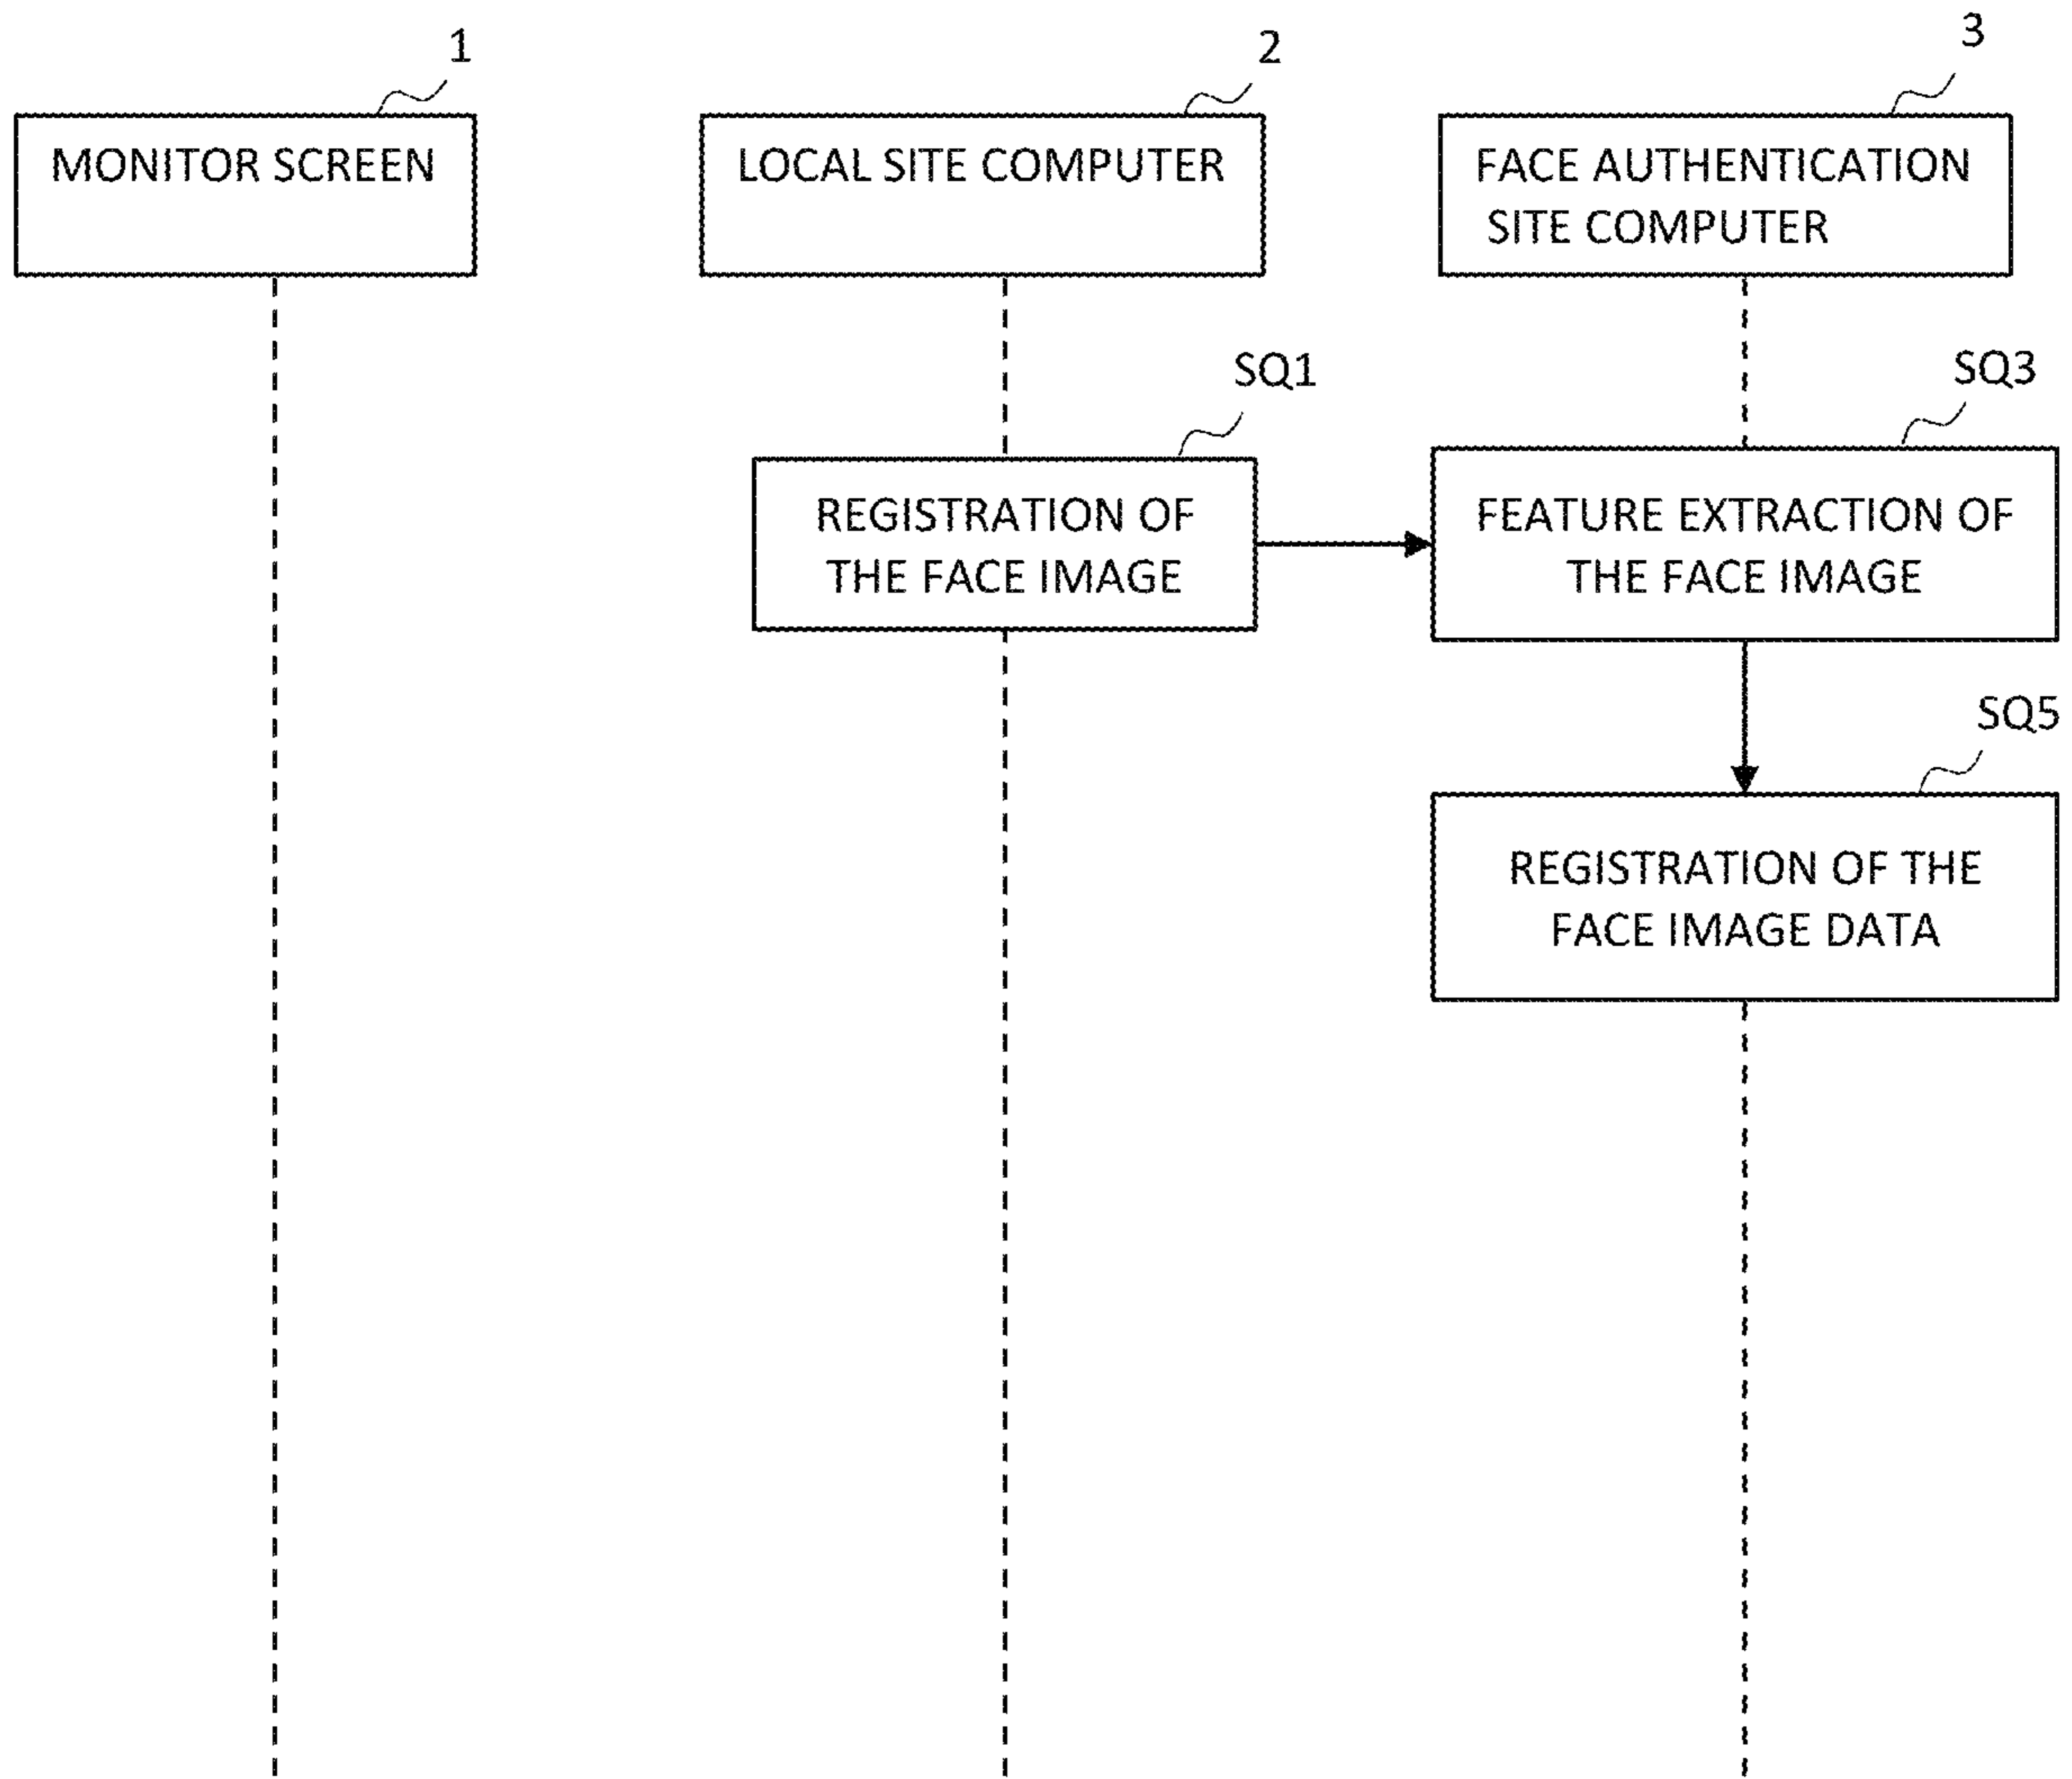 1
2
3
MONITOR SCREEN
LOCAL SITE COMPUTER
FACE AUTHENTICATION
SITE COMPUTER
SQ1
SQ3
REGISTRATION OF
THE FACE IMAGE
FEATURE EXTRACTION OF
THE FACE IMAGE
SQ5
REGISTRATION OF THE
FACE IMAGE DATA